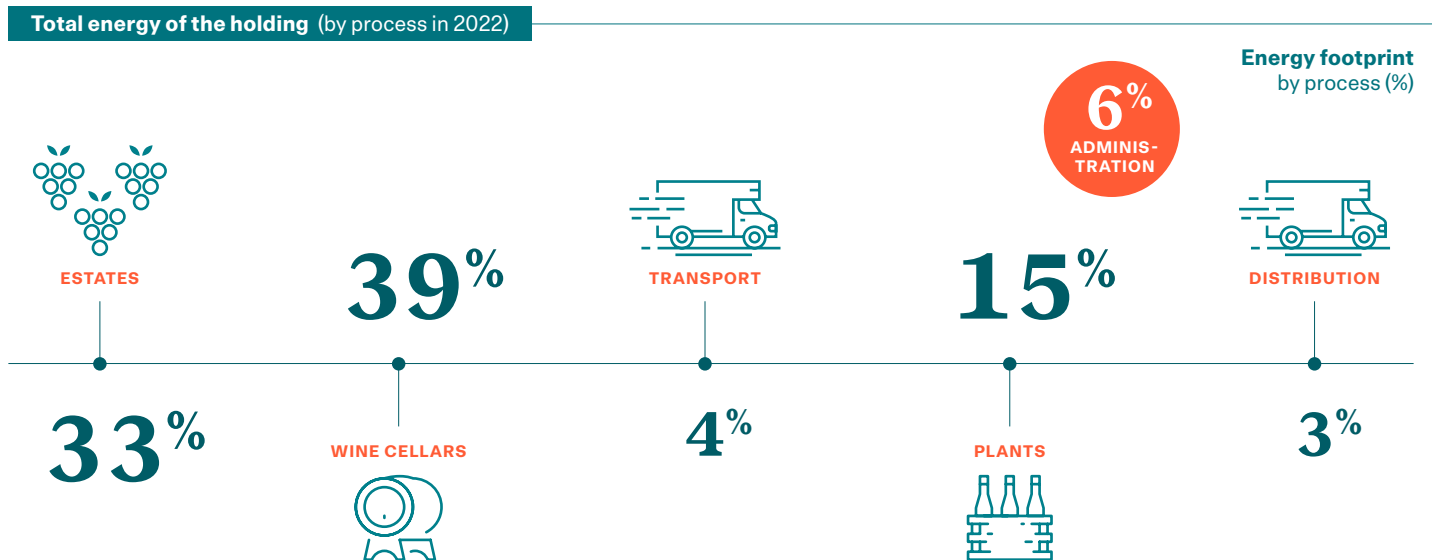 Total energy of the holding (by process in 2022)
Energy footprint
by process (%)
6%
ADMINIS-
TRATION
ESTATES
33%
39%
WINE CELLARS
TRANSPORT
4%
15%
PLANTS
DISTRIBUTION
3%